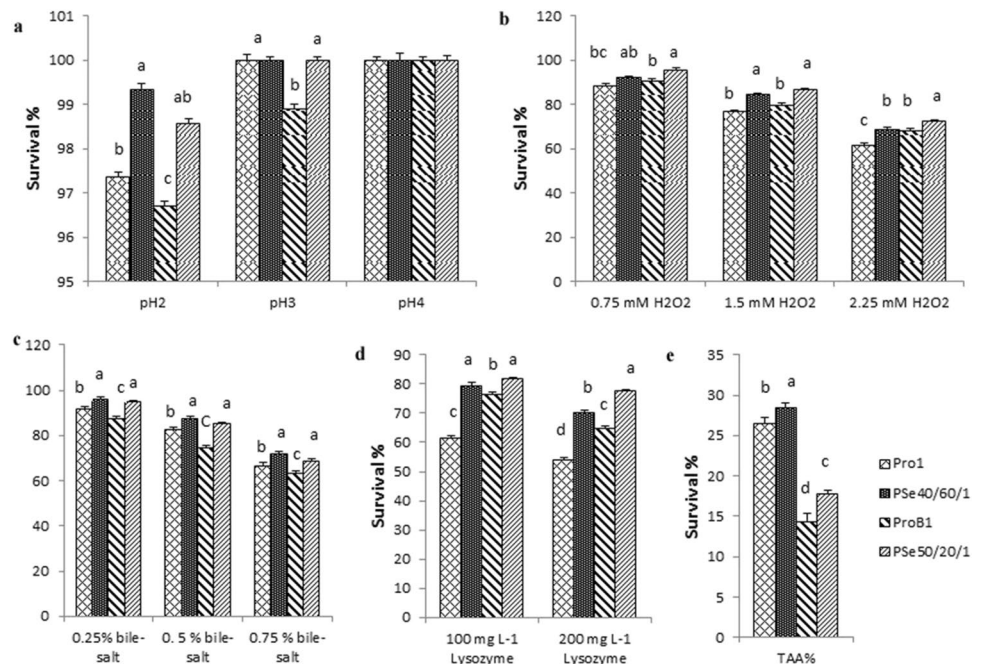 a
101
100
99
98
97
96
95
Survival %
b
a
c
ab
a
b
a
pH2
pH3
pH4
b
120
100
80
60
40
20
0
Survival %
bc
ab
b
a
b
a
b
a
c
b
b
a
0.75 mM H2O2
1.5 mM H2O2
2.25 mM H2O2
c
120
100
80
60
40
20
0
b
a
c
a
b
a
C
a
b
a
c
a
0.25% bile-
salt
0. 5 % bile-
salt
0.75 % bile-
salt
d
90
80
70
60
50
40
30
20
10
0
Survival %
c
a
b
a
d
b
c
a
100 mg L-1
Lysozyme
200 mg L-1
Lysozyme
e
35
30
25
20
15
10
5
0
Survival %
b
a
d
c
TAA%
Pro1
PSe40/60/1
ProB1
PSe50/20/1